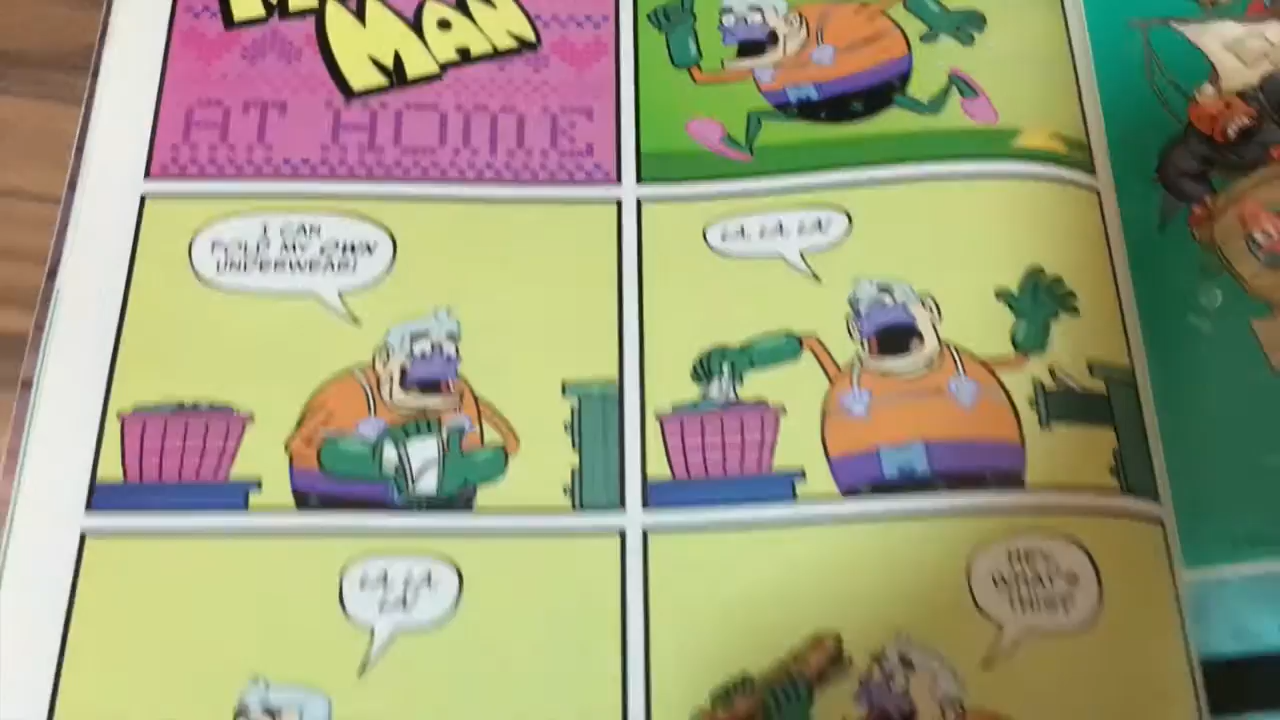 MAN
AT HOME
I CAN
FOLD MY OWN
UNDERWEAR!
LA, LA, LA!
LA, LA,
LA!
HEY,
WHAT'S
THIS?